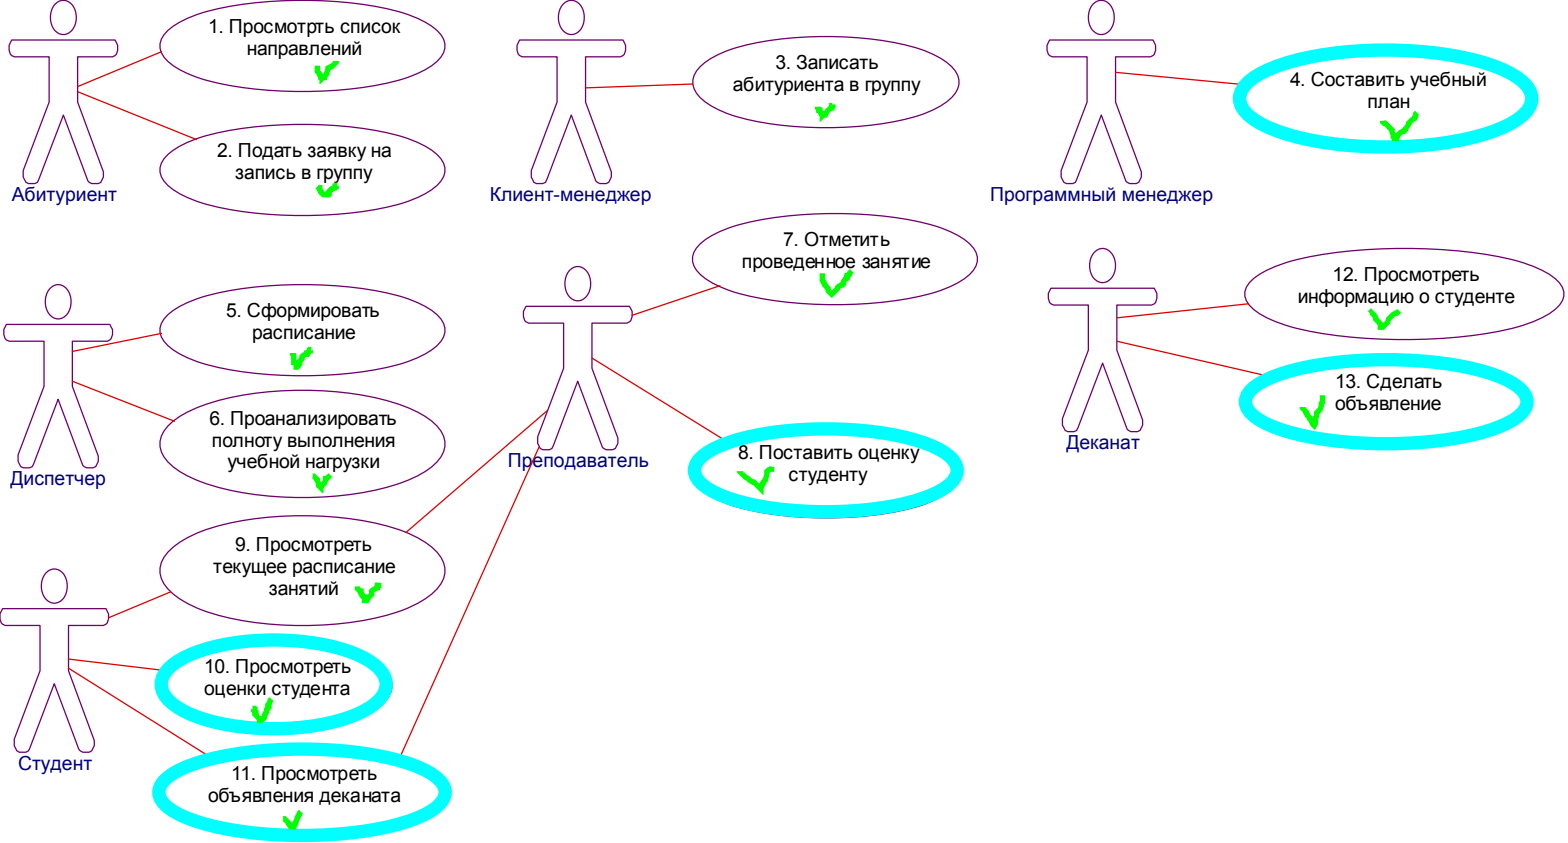 1. Просмотрть список
направлений
2. Подать заявку на
запись в группу
Абитуриент
3. Записать
абитуриента в группу
Клиент-менеджер
4. Составить учебный
план
Программный менеджер
5. Сформировать
расписание
6. Проанализировать
полноту выполнения
учебной нагрузки
Диспетчер
7. Отметить
проведенное занятие
8. Поставить оценку
студенту
Преподаватель
12. Просмотреть
информацию о студенте
13. Сделать
объявление
Деканат
9. Просмотреть
текущее расписание
занятий
10. Просмотреть
оценки студента
11. Просмотреть
объявления деканата
Студент